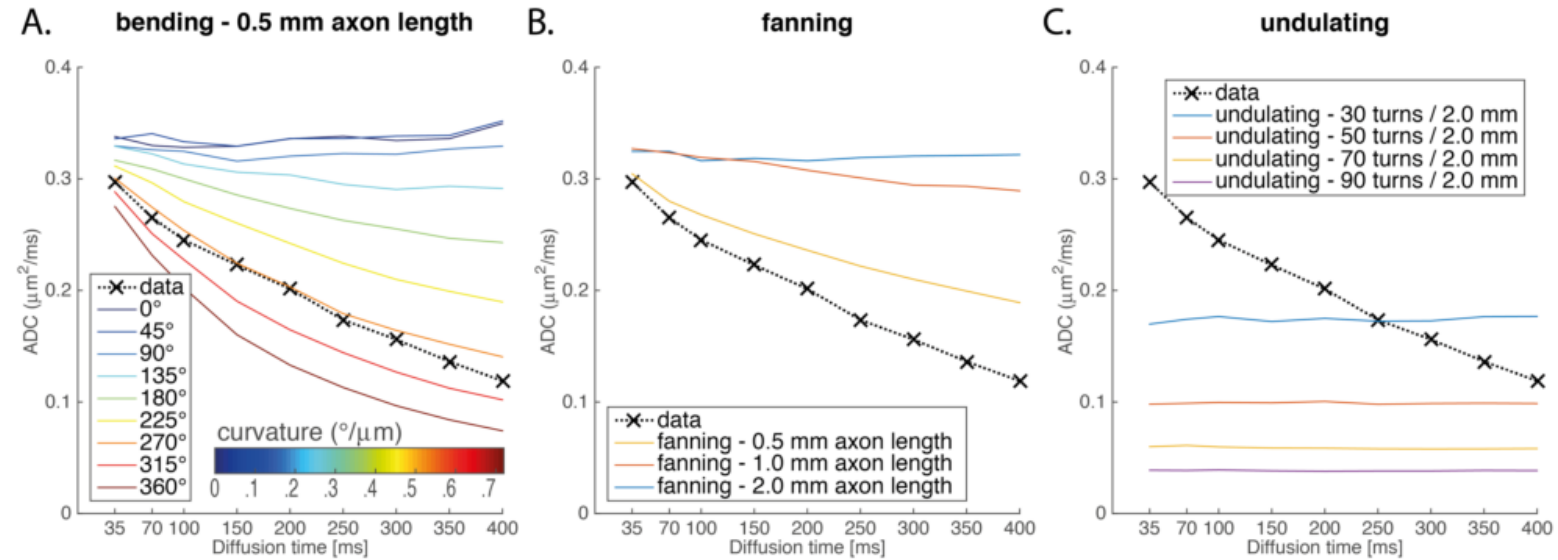 A.
bending - 0.5 mm axon length
0.4
0.3
0.2
0.1
0
ADC (μm²/ms)
data
0°
45°
90°
135°
180°
225°
270°
315°
360°
curvature (°/μm)
0 .1 .2 .3 .4 .5 .6 .7
35 70 100 150 200 250 300 350 400
Diffusion time [ms]
B.
fanning
0.4
0.3
0.2
0.1
0
ADC (μm²/ms)
data
fanning - 0.5 mm axon length
fanning - 1.0 mm axon length
fanning - 2.0 mm axon length
35 70 100 150 200 250 300 350 400
Diffusion time [ms]
C.
undulating
0.4
0.3
0.2
0.1
0
ADC (μm²/ms)
data
undulating - 30 turns / 2.0 mm
undulating - 50 turns / 2.0 mm
undulating - 70 turns / 2.0 mm
undulating - 90 turns / 2.0 mm
35 70 100 150 200 250 300 350 400
Diffusion time [ms]